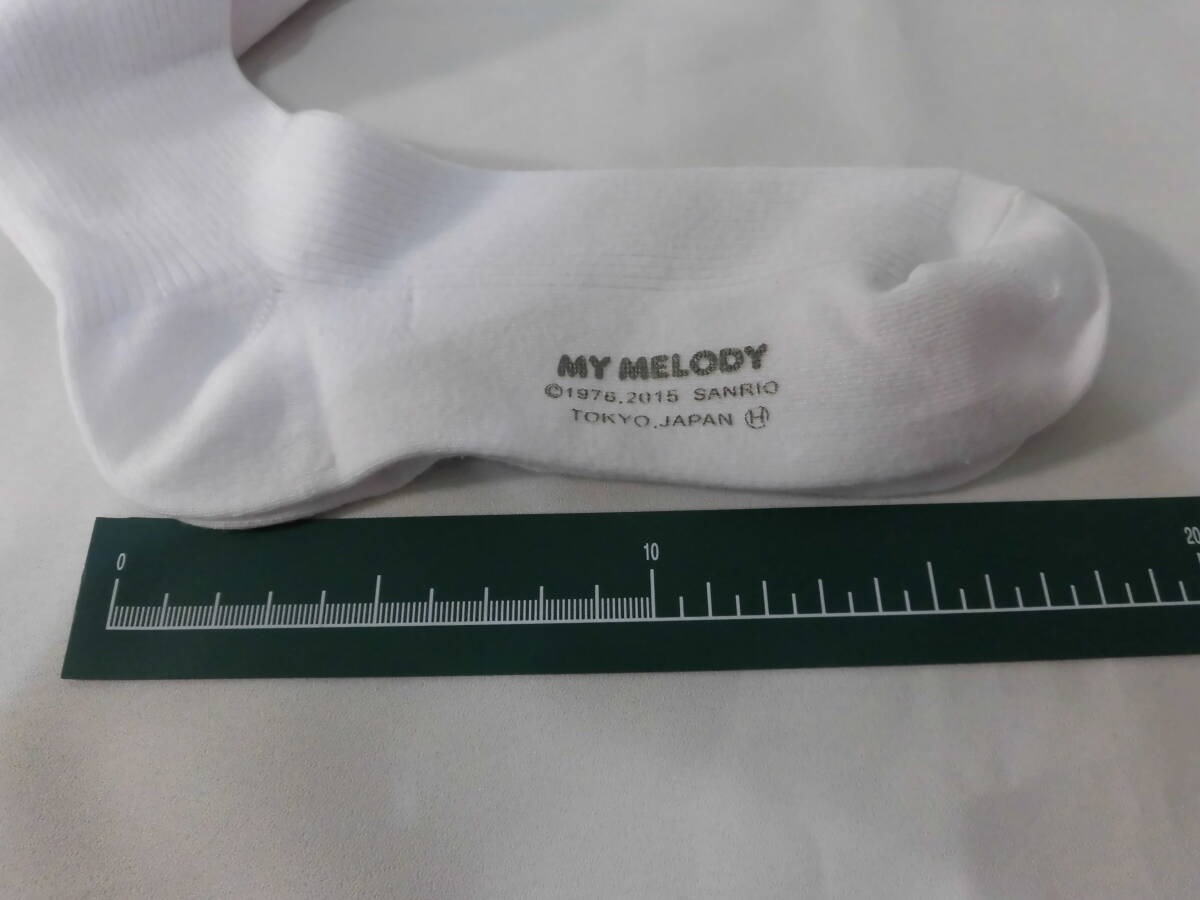 MY MELODY
©1976.2015 SANRIO
TOKYO.JAPAN Ⓗ
0 10 20